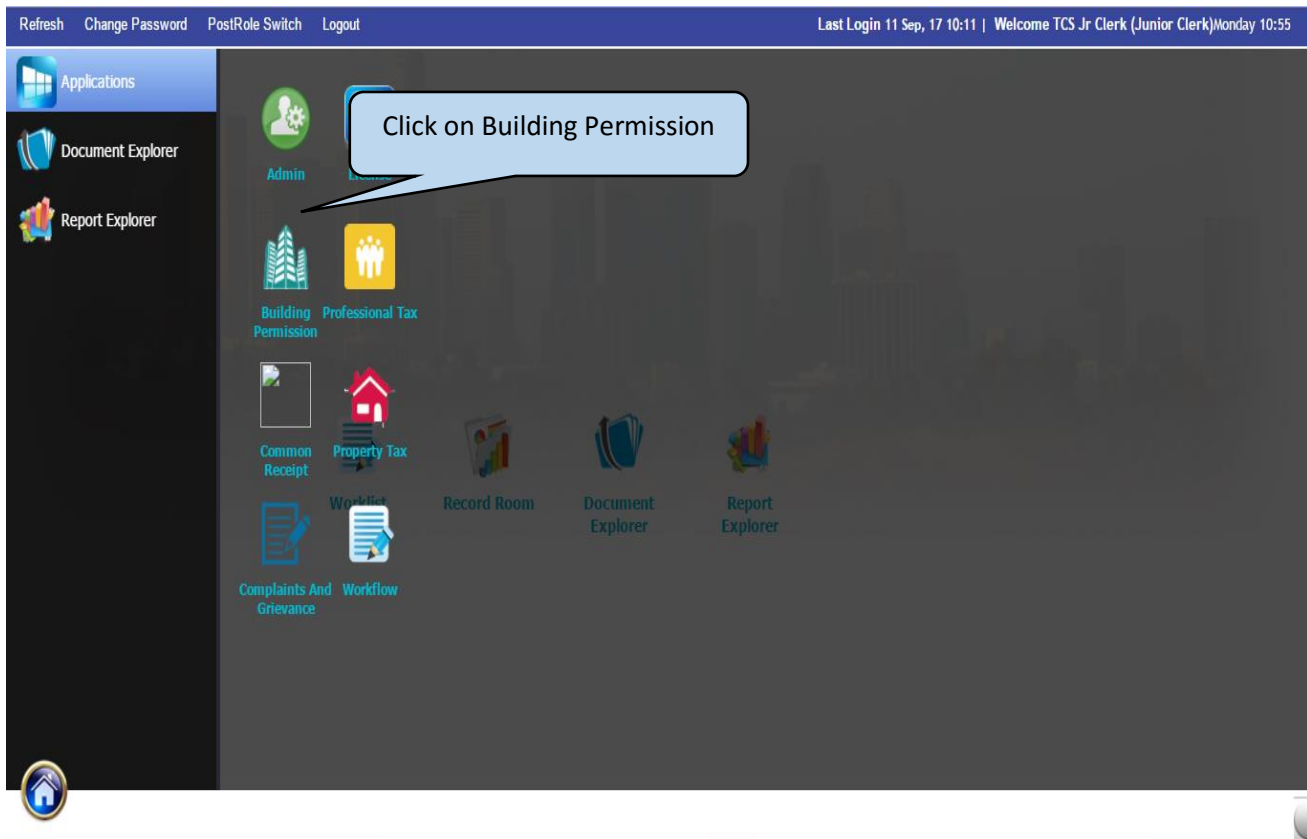 Refresh Change Password PostRole Switch Logout Last Login 11 Sep, 17 10:11 | Welcome TCS Jr Clerk (Junior Clerk)Monday 10:55
Applications
Document Explorer
Report Explorer
Click on Building Permission
Admin License
Building Permission
Professional Tax
Common Receipt
Property Tax
Worklist
Record Room
Document Explorer
Report Explorer
Complaints And Grievance
Workflow